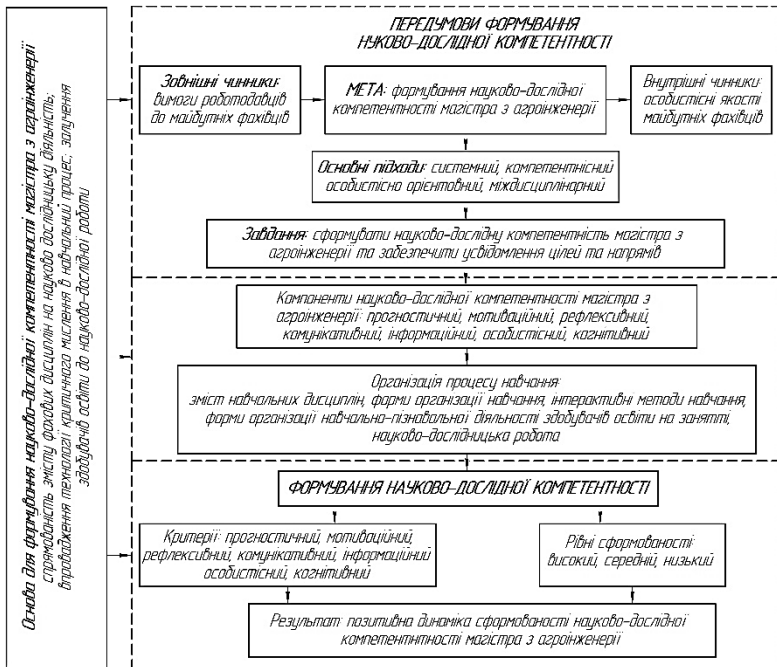 Основа для формування науково-дослідної компетентності магістра з агроінженерії
спрямованість змісту фахових дисциплін на науково дослідницьку діяльність;
впровадження технології критичного мислення в навчальний процес; залучення
здобувачів освіти до науково-дослідної роботи
ПЕРЕДУМОВИ ФОРМУВАННЯ
НУКОВО-ДОСЛІДНОЇ КОМПЕТЕНТНОСТІ
Зовнішні чинники:
вимоги роботодавців
до майбутніх фахівців
МЕТА: формування науково-дослідної
компетентності магістра з агроінженерії
Внутрішні чинники:
особистісні якості
майбутніх фахівців
Основні підходи: системний, компетентнісний
особистісно орієнтовний, міждисциплінарний
Завдання: сформувати науково-дослідну компетентність магістра з
агроінженерії та забезпечити усвідомлення цілей та напрямів
Компоненти науково-дослідної компетентності магістра з
агроінженерії: прогностичний, мотиваційний, рефлексивний,
комунікативний, інформаційний, особистісний, когнітивний
Організація процесу навчання:
зміст навчальних дисциплін, форми організації навчання, інтерактивні методи навчання,
форми організації навчально-пізнавальної діяльності здобувачів освіти на занятті,
науково-дослідницька робота
ФОРМУВАННЯ НАУКОВО-ДОСЛІДНОЇ КОМПЕТЕНТНОСТІ
Критерії: прогностичний, мотиваційний,
рефлексивний, комунікативний, інформаційний
особистісний, когнітивний
Рівні сформованості:
високий, середній, низький
Результат: позитивна динаміка сформованості науково-дослідної
компетентнтності магістра з агроінженерії